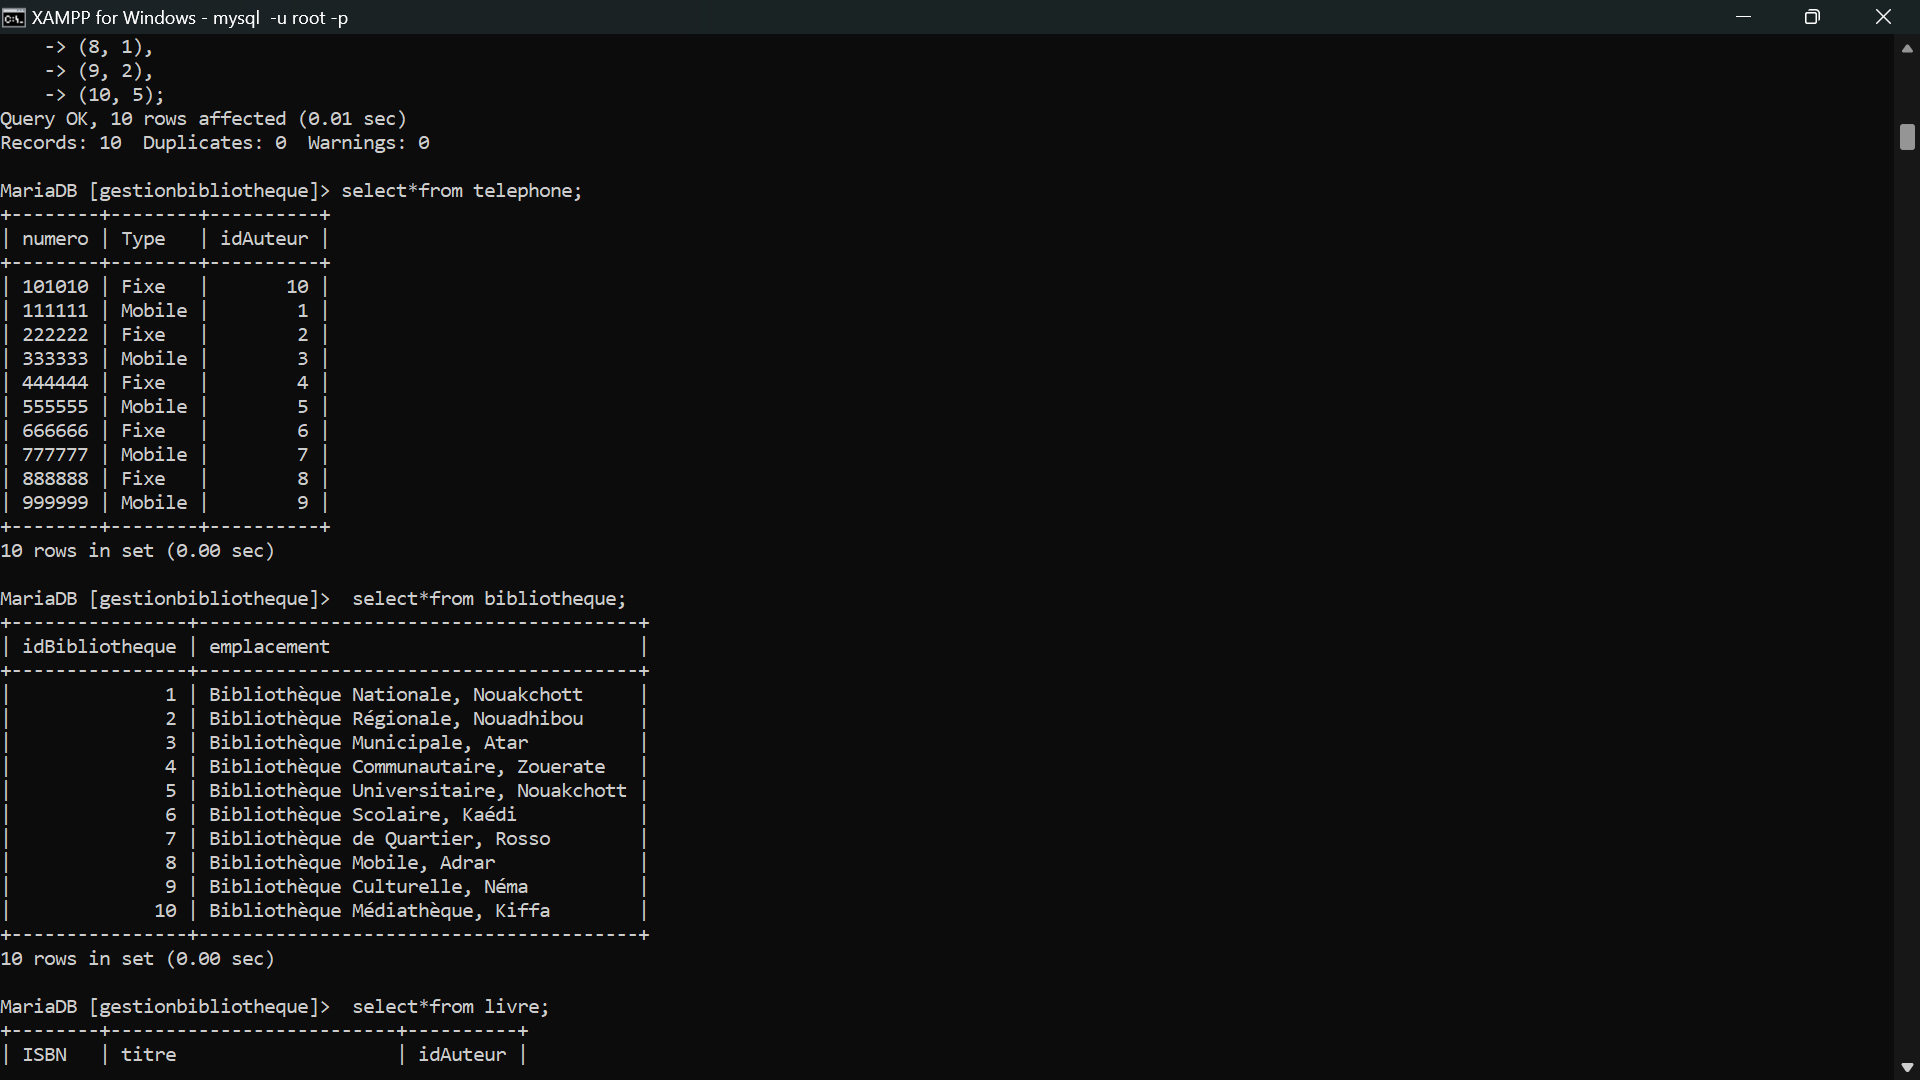 XAMPP for Windows - mysql  -u root -p
    -> (8, 1),
    -> (9, 2),
    -> (10, 5);
Query OK, 10 rows affected (0.01 sec)
Records: 10  Duplicates: 0  Warnings: 0

MariaDB [gestionbibliotheque]> select*from telephone;
+--------+--------+----------+
| numero | Type   | idAuteur |
+--------+--------+----------+
| 101010 | Fixe   |       10 |
| 111111 | Mobile |        1 |
| 222222 | Fixe   |        2 |
| 333333 | Mobile |        3 |
| 444444 | Fixe   |        4 |
| 555555 | Mobile |        5 |
| 666666 | Fixe   |        6 |
| 777777 | Mobile |        7 |
| 888888 | Fixe   |        8 |
| 999999 | Mobile |        9 |
+--------+--------+----------+
10 rows in set (0.00 sec)

MariaDB [gestionbibliotheque]>  select*from bibliotheque;
+----------------+----------------------------------------+
| idBibliotheque | emplacement                            |
+----------------+----------------------------------------+
|              1 | Bibliothèque Nationale, Nouakchott     |
|              2 | Bibliothèque Régionale, Nouadhibou     |
|              3 | Bibliothèque Municipale, Atar          |
|              4 | Bibliothèque Communautaire, Zouerate   |
|              5 | Bibliothèque Universitaire, Nouakchott |
|              6 | Bibliothèque Scolaire, Kaédi           |
|              7 | Bibliothèque de Quartier, Rosso        |
|              8 | Bibliothèque Mobile, Adrar             |
|              9 | Bibliothèque Culturelle, Néma          |
|             10 | Bibliothèque Médiathèque, Kiffa        |
+----------------+----------------------------------------+
10 rows in set (0.00 sec)

MariaDB [gestionbibliotheque]>  select*from livre;
+--------+--------------------------+----------+
| ISBN   | titre                    | idAuteur |